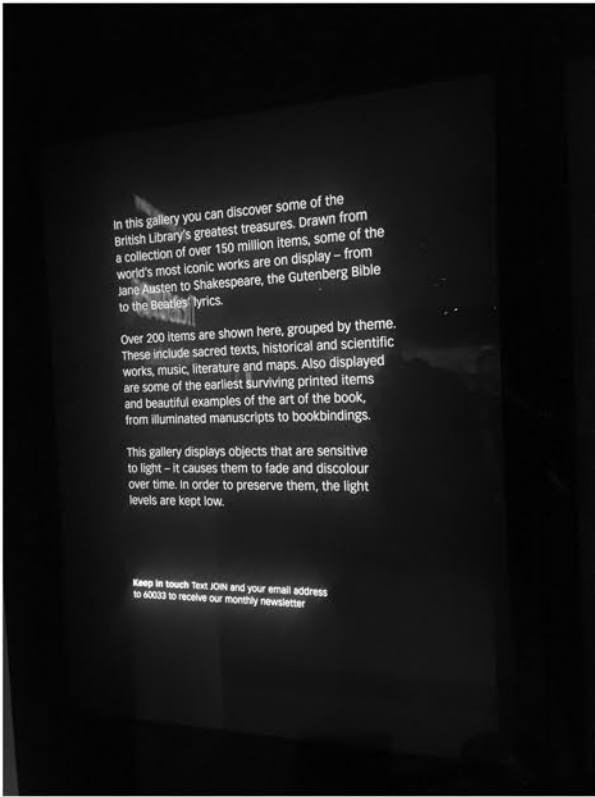 In this gallery you can discover some of the
British Library's greatest treasures. Drawn from
a collection of over 150 million items, some of the
world's most iconic works are on display – from
Jane Austen to Shakespeare, the Gutenberg Bible
to the Beatles' lyrics.
Over 200 items are shown here, grouped by theme.
These include sacred texts, historical and scientific
works, music, literature and maps. Also displayed
are some of the earliest surviving printed items
and beautiful examples of the art of the book,
from illuminated manuscripts to bookbindings.
This gallery displays objects that are sensitive
to light – it causes them to fade and discolour
over time. In order to preserve them, the light
levels are kept low.
Keep in touch Text JOIN and your email address
to 60033 to receive our monthly newsletter